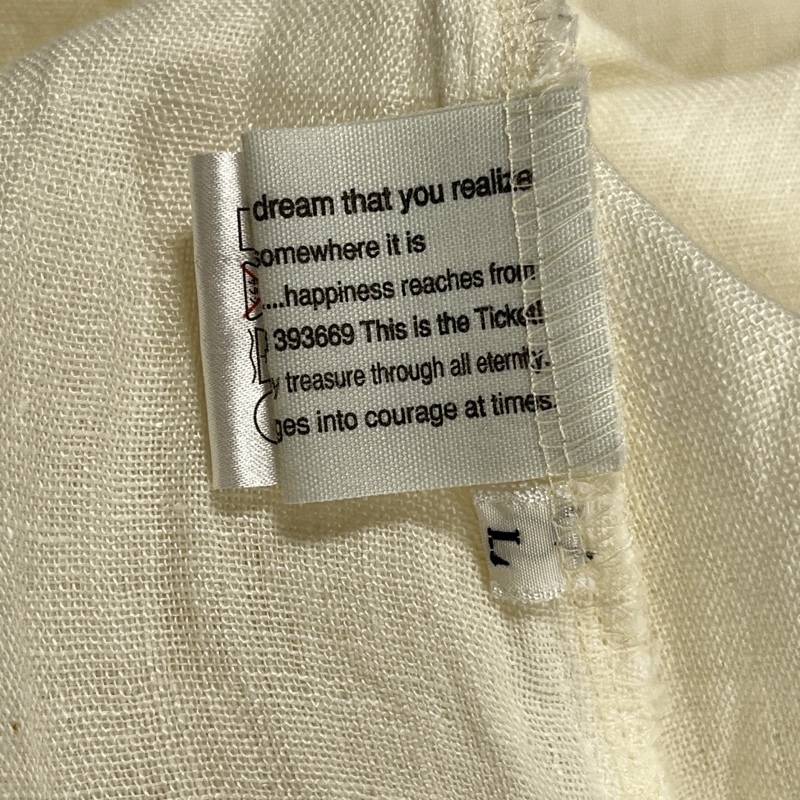 dream that you realize
somewhere it is
....happiness reaches from
393669 This is the Ticket!
y treasure through all eternity.
ges into courage at times.
L